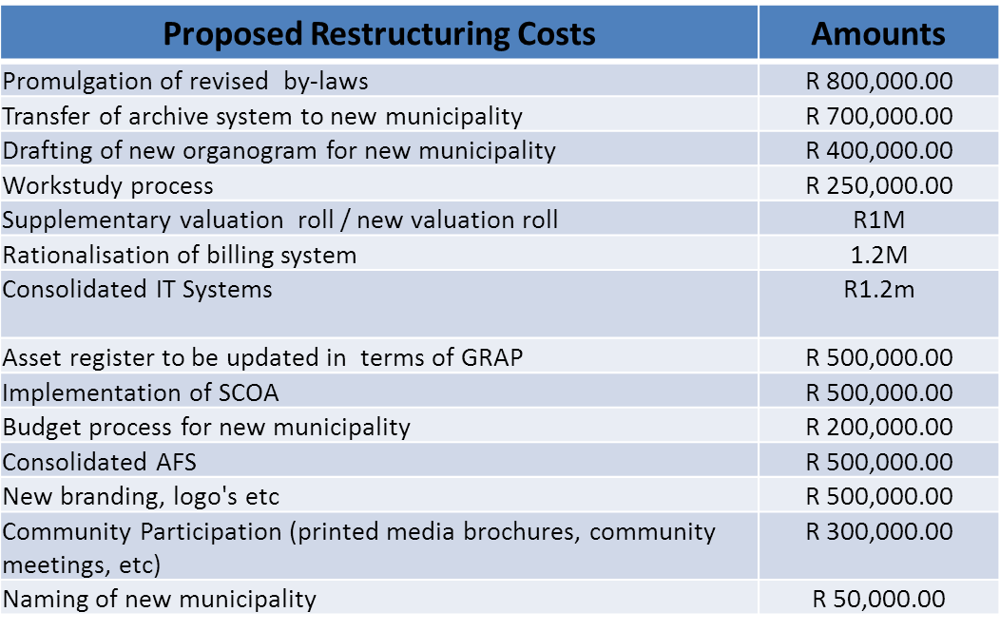 Proposed Restructuring Costs Amounts
Promulgation of revised by-laws R 800,000.00
Transfer of archive system to new municipality R 700,000.00
Drafting of new organogram for new municipality R 400,000.00
Workstudy process R 250,000.00
Supplementary valuation roll / new valuation roll R1M
Rationalisation of billing system 1.2M
Consolidated IT Systems R1.2m
Asset register to be updated in terms of GRAP R 500,000.00
Implementation of SCOA R 500,000.00
Budget process for new municipality R 200,000.00
Consolidated AFS R 500,000.00
New branding, logo's etc R 500,000.00
Community Participation (printed media brochures, community R 300,000.00
meetings, etc)
Naming of new municipality R 50,000.00